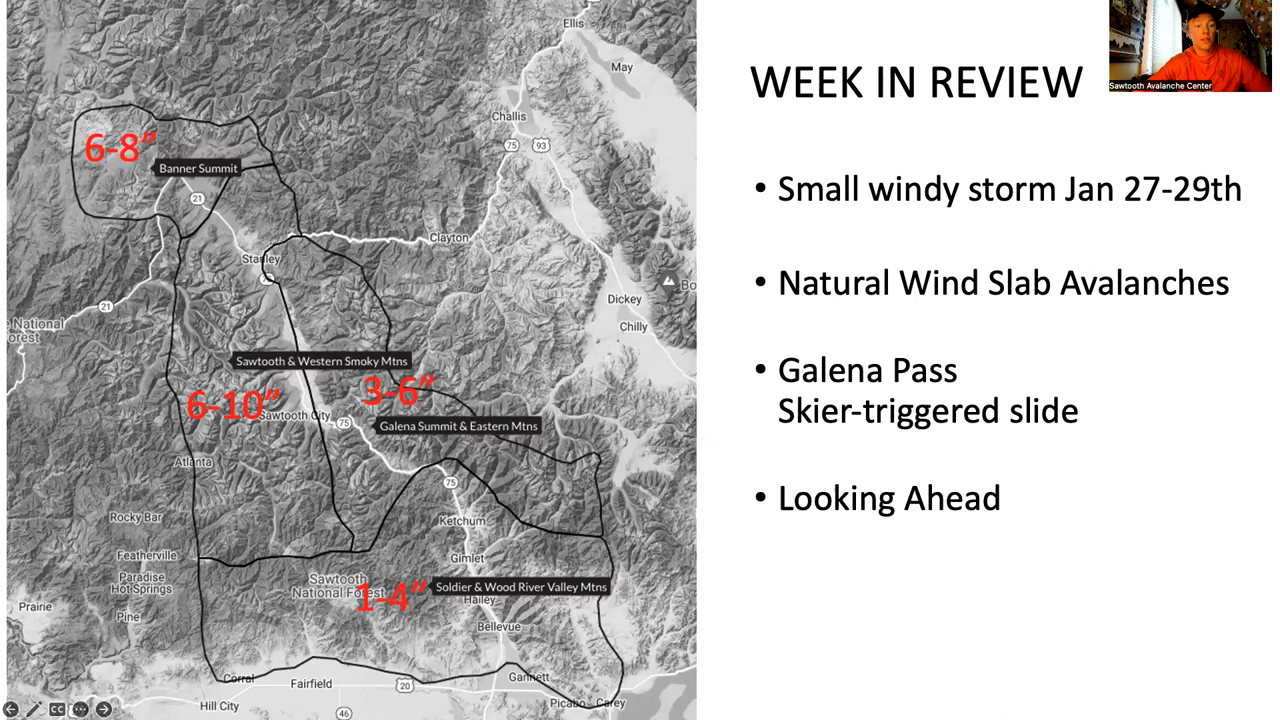 Ellis
May
Challis
75
93
6-8”
Banner Summit
21
Clayton
Stanley
21
Dickey
Bo
e National
orest
Chilly
Sawtooth & Western Smoky Mtns
3-6”
6-10”
Sawtooth City
75
Galena Summit & Eastern Mtns
Atlanta
75
Rocky Bar
Ketchum
Featherville
Gimlet
Paradise
Hot Springs
Sawtooth
National Forest
1-4”
Soldier & Wood River Valley Mtns
Hailey
Prairie
Pine
Bellevue
Corral
Fairfield
20
Gannett
Hill City
46
Picabo
Carey
CC
WEEK IN REVIEW
Sawtooth Avalanche Center
• Small windy storm Jan 27-29th
• Natural Wind Slab Avalanches
• Galena Pass
Skier-triggered slide
• Looking Ahead